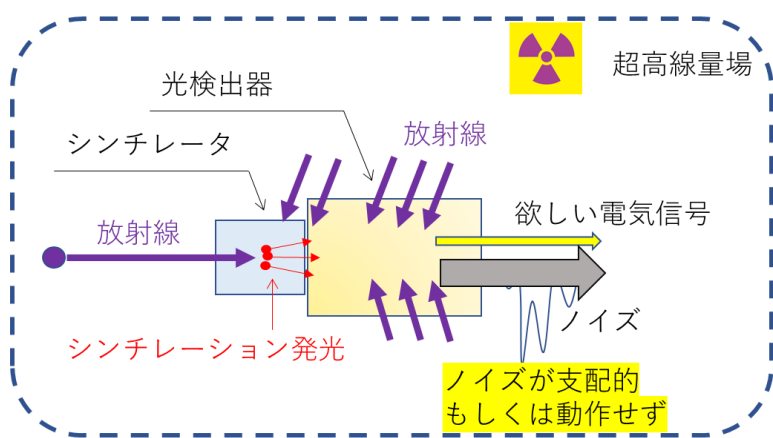 超高線量場
光検出器
放射線
シンチレータ
欲しい電気信号
放射線
ノイズ
シンチレーション発光
ノイズが支配的
もしくは動作せず